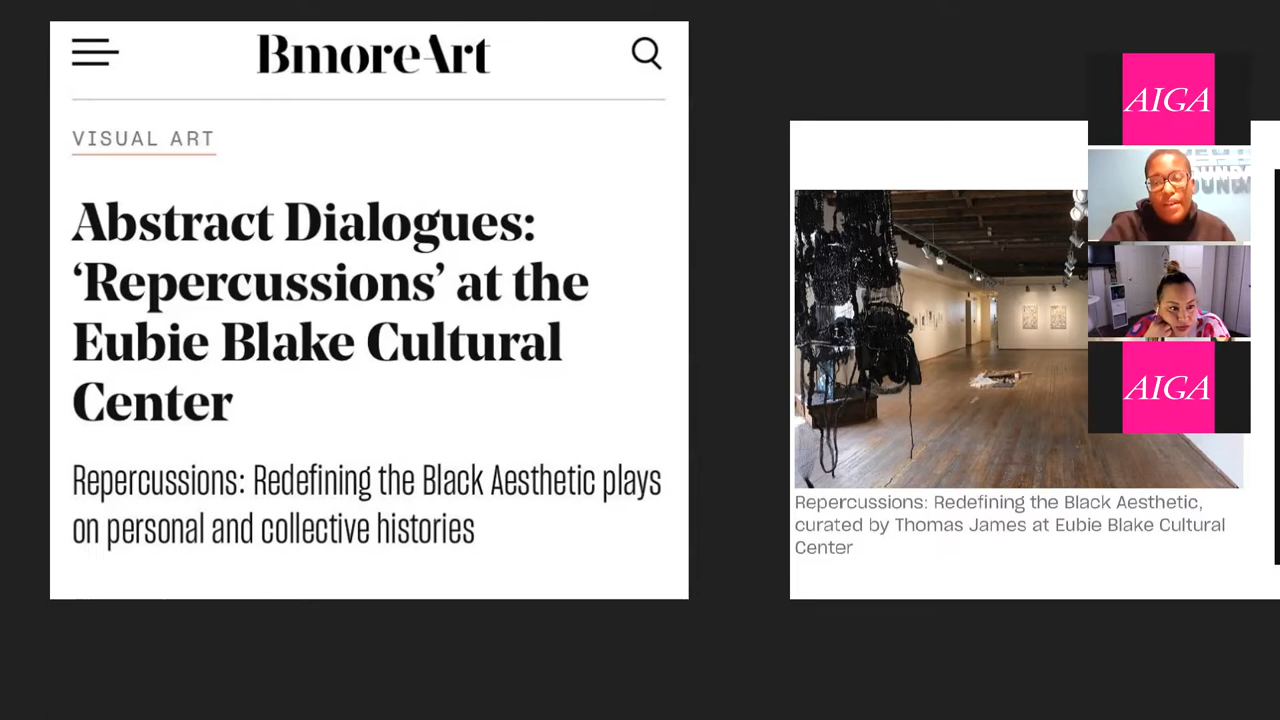 BmoreArt
VISUAL ART
Abstract Dialogues:
‘Repercussions’ at the
Eubie Blake Cultural
Center
Repercussions: Redefining the Black Aesthetic plays
on personal and collective histories
Repercussions: Redefining the Black Aesthetic,
curated by Thomas James at Eubie Blake Cultural
Center
AIGA
AIGA